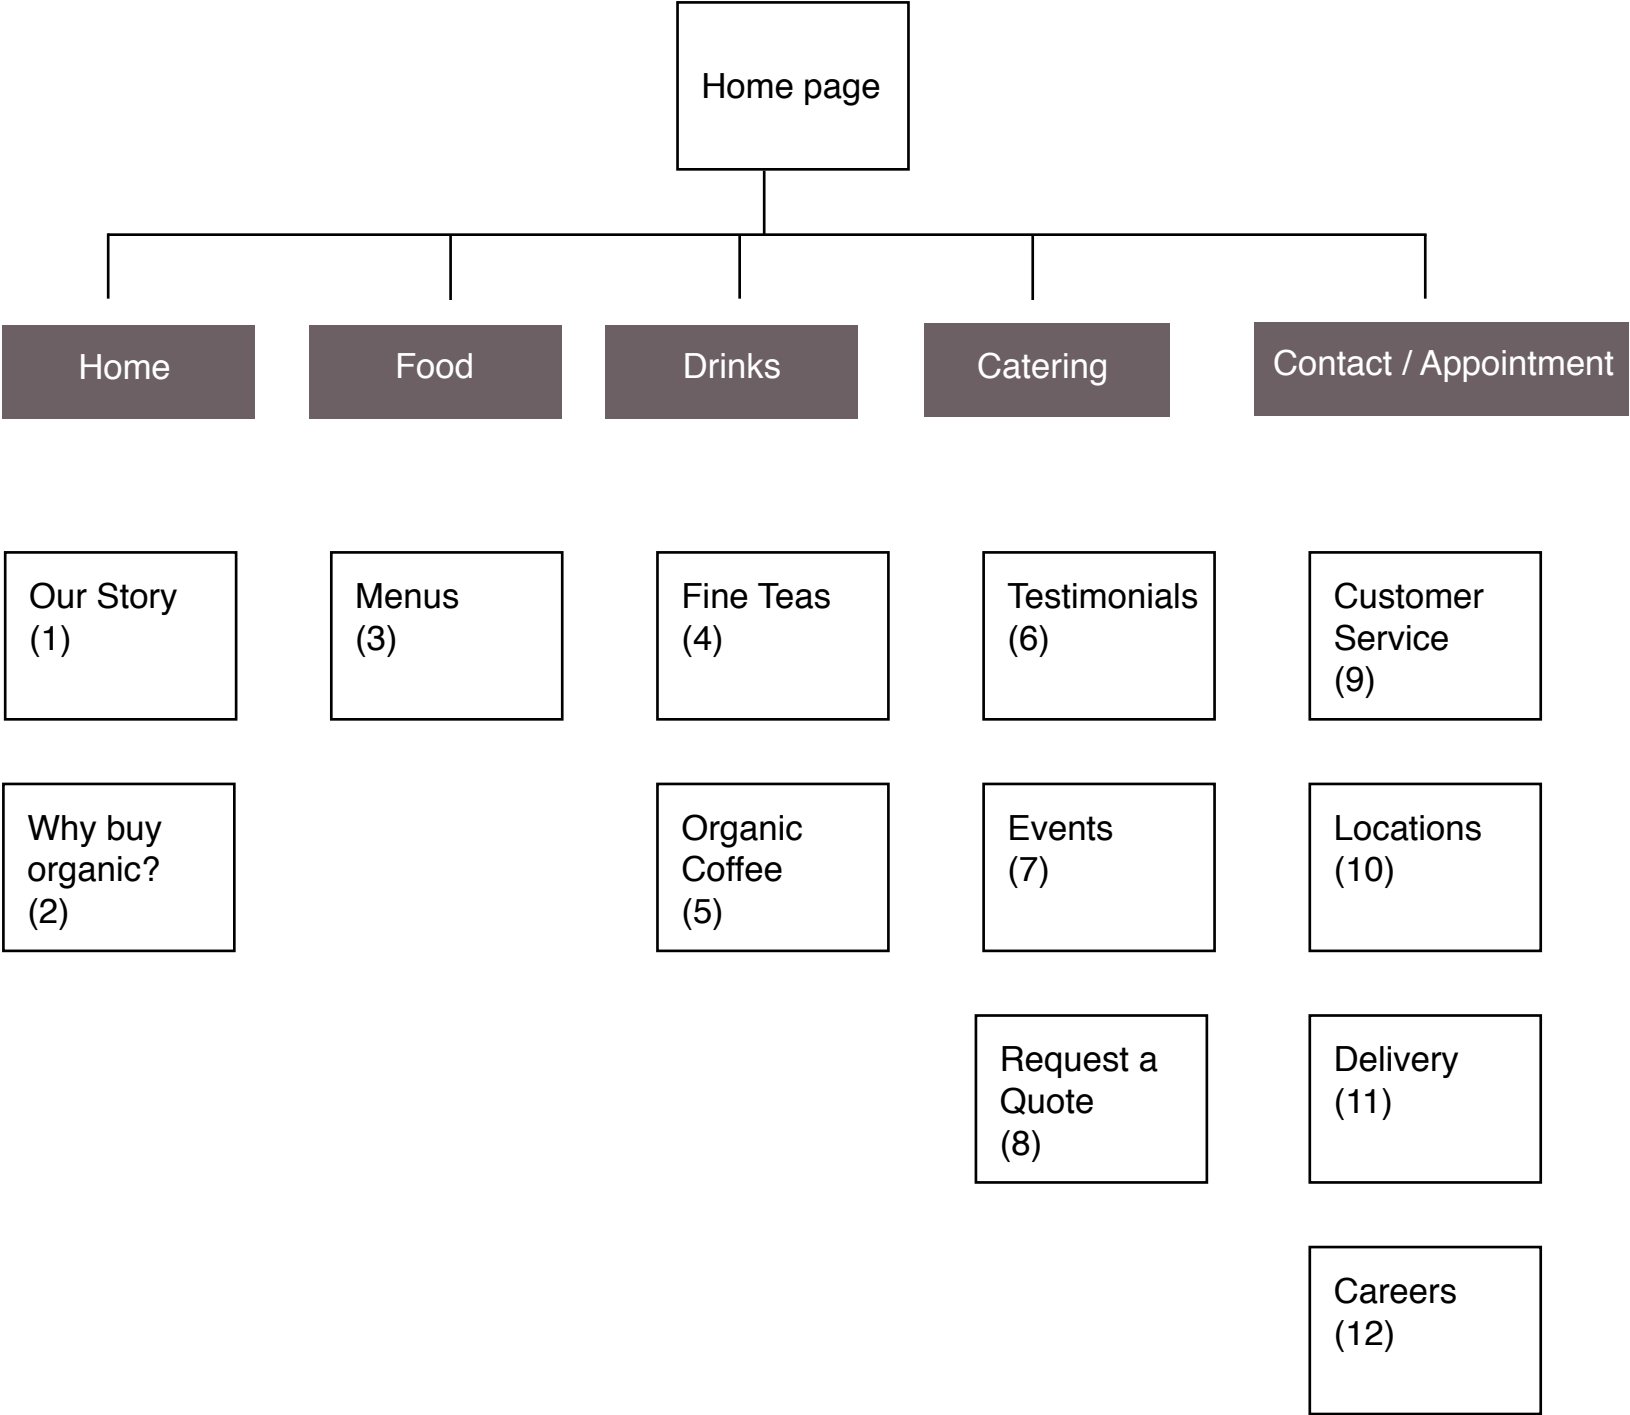 Home page
Home
Food
Drinks
Catering
Contact / Appointment
Our Story
(1)
Menus
(3)
Fine Teas
(4)
Testimonials
(6)
Customer
Service
(9)
Why buy
organic?
(2)
Organic
Coffee
(5)
Events
(7)
Locations
(10)
Request a
Quote
(8)
Delivery
(11)
Careers
(12)